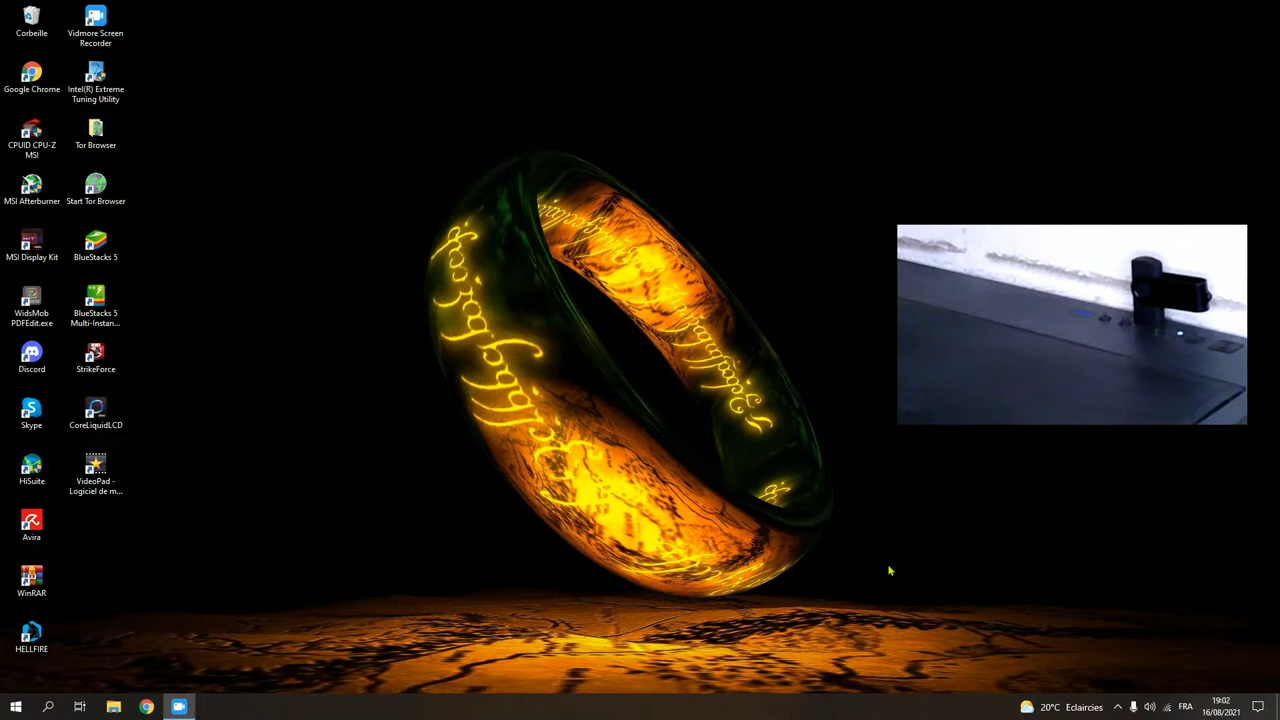 Corbeille
Vidmore Screen
Recorder
Google Chrome
Intel(R) Extreme
Tuning Utility
CPUID CPU-Z
MSI
Tor Browser
MSI Afterburner
Start Tor Browser
MSI Display Kit
BlueStacks 5
WidsMob
PDFEdit.exe
BlueStacks 5
Multi-Instan...
Discord
StrikeForce
Skype
CoreLiquidLCD
HiSuite
VideoPad -
Logiciel de m...
Avira
WinRAR
HELLFIRE
20°C Eclaircies
FRA
19:02
16/08/2021